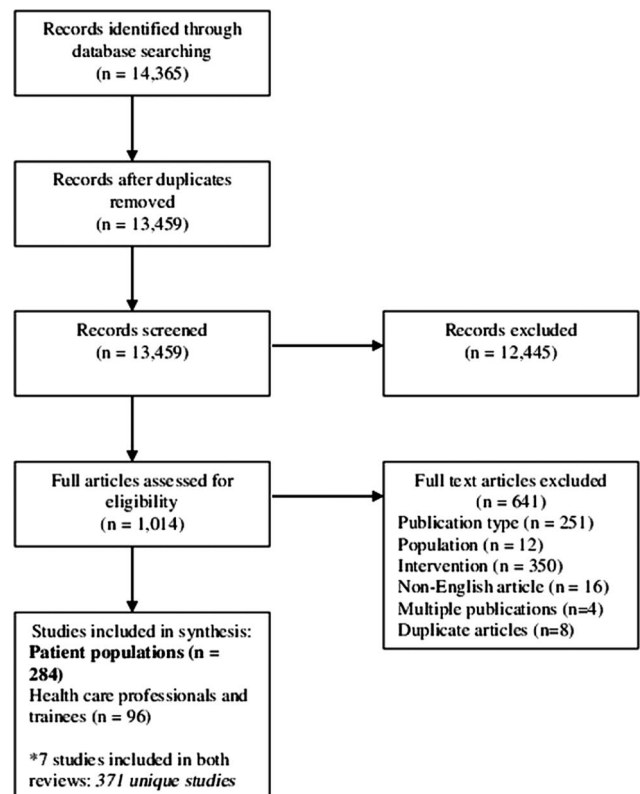 Records identified through
database searching
(n = 14,365)
Records after duplicates
removed
(n = 13,459)
Records screened
(n = 13,459)
Records excluded
(n = 12,445)
Full articles assessed for
eligibility
(n = 1,014)
Full text articles excluded
(n = 641)
Publication type (n = 251)
Population (n = 12)
Intervention (n = 350)
Non-English article (n = 16)
Multiple publications (n=4)
Duplicate articles (n=8)
Studies included in synthesis:
Patient populations (n =
284)
Health care professionals and
trainees (n = 96)
*7 studies included in both
reviews: 371 unique studies